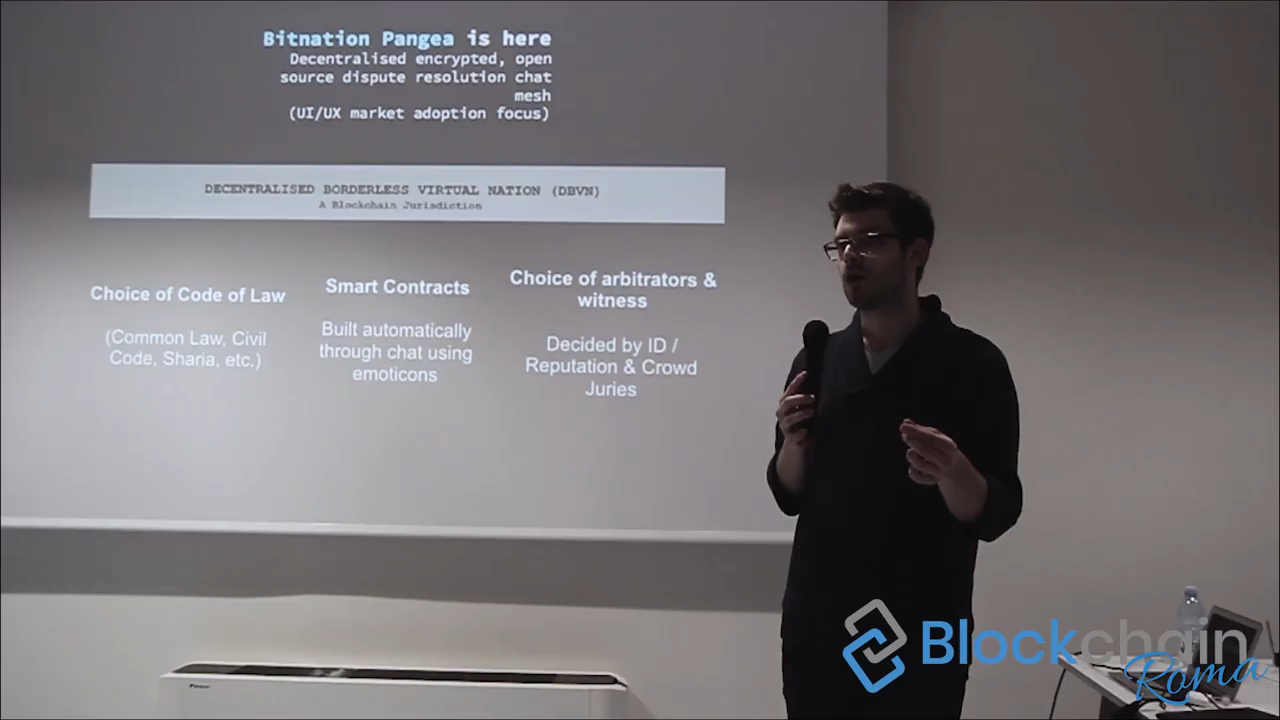 Bitnation Pangea is here
Decentralised encrypted, open
source dispute resolution chat
mesh
(UI/UX market adoption focus)
DECENTRALISED BORDERLESS VIRTUAL NATION (DBVN)
A Blockchain Jurisdiction
Choice of Code of Law
(Common Law, Civil
Code, Sharia, etc.)
Smart Contracts
Built automatically
through chat using
emoticons
Choice of arbitrators &
witness
Decided by ID /
Reputation & Crowd
Juries
Blockchain
Roma